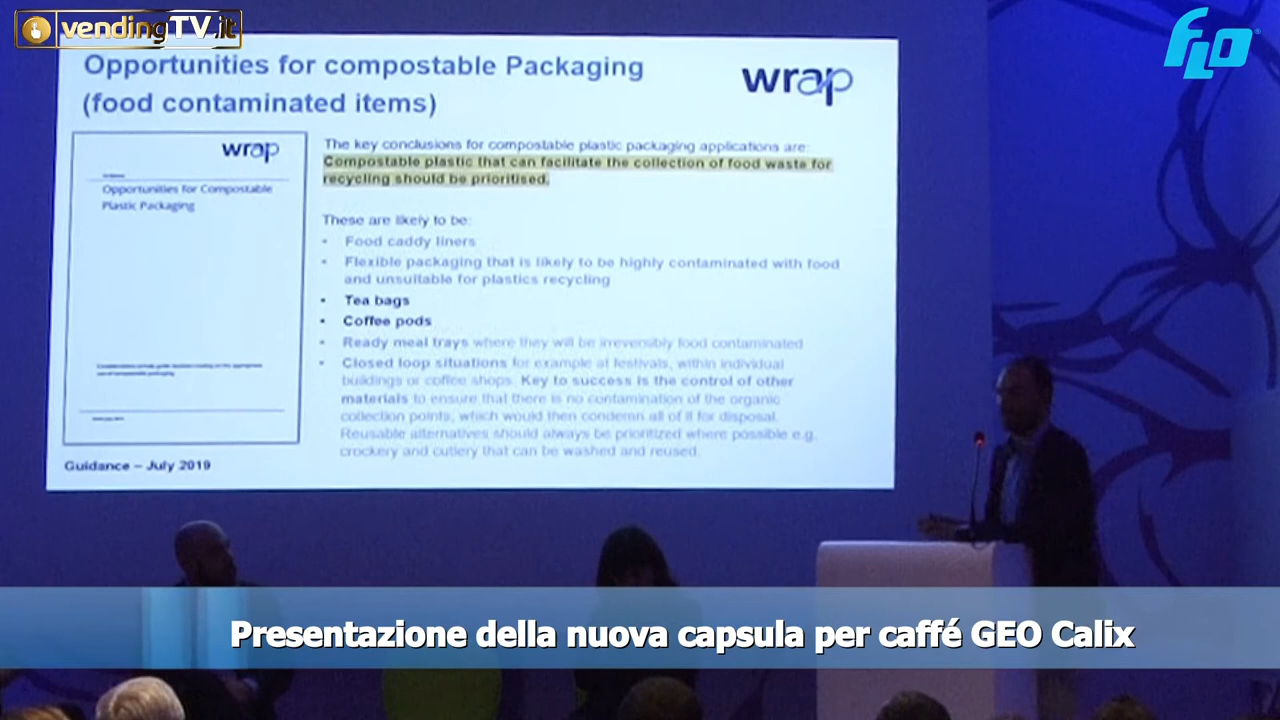 vendingTV.it
FLO
Opportunities for compostable Packaging
(food contaminated items)
wrap
wrap
Opportunities for Compostable
Plastic Packaging
Guidance – July 2019
The key conclusions for compostable plastic packaging applications are:
Compostable plastic that can facilitate the collection of food waste for
recycling should be prioritised.
These are likely to be:
• Food caddy liners
• Flexible packaging that is likely to be highly contaminated with food
and unsuitable for plastics recycling
• Tea bags
• Coffee pods
• Ready meal trays where they will be irreversibly food contaminated
• Closed loop situations for example at festivals, within individual
buildings or coffee shops. Key to success is the control of other
materials to ensure that there is no contamination of the organic
collection points, which would then condemn all of it for disposal.
Reusable alternatives should always be prioritized where possible e.g.
crockery and cutlery that can be washed and reused.
Presentazione della nuova capsula per caffé GEO Calix